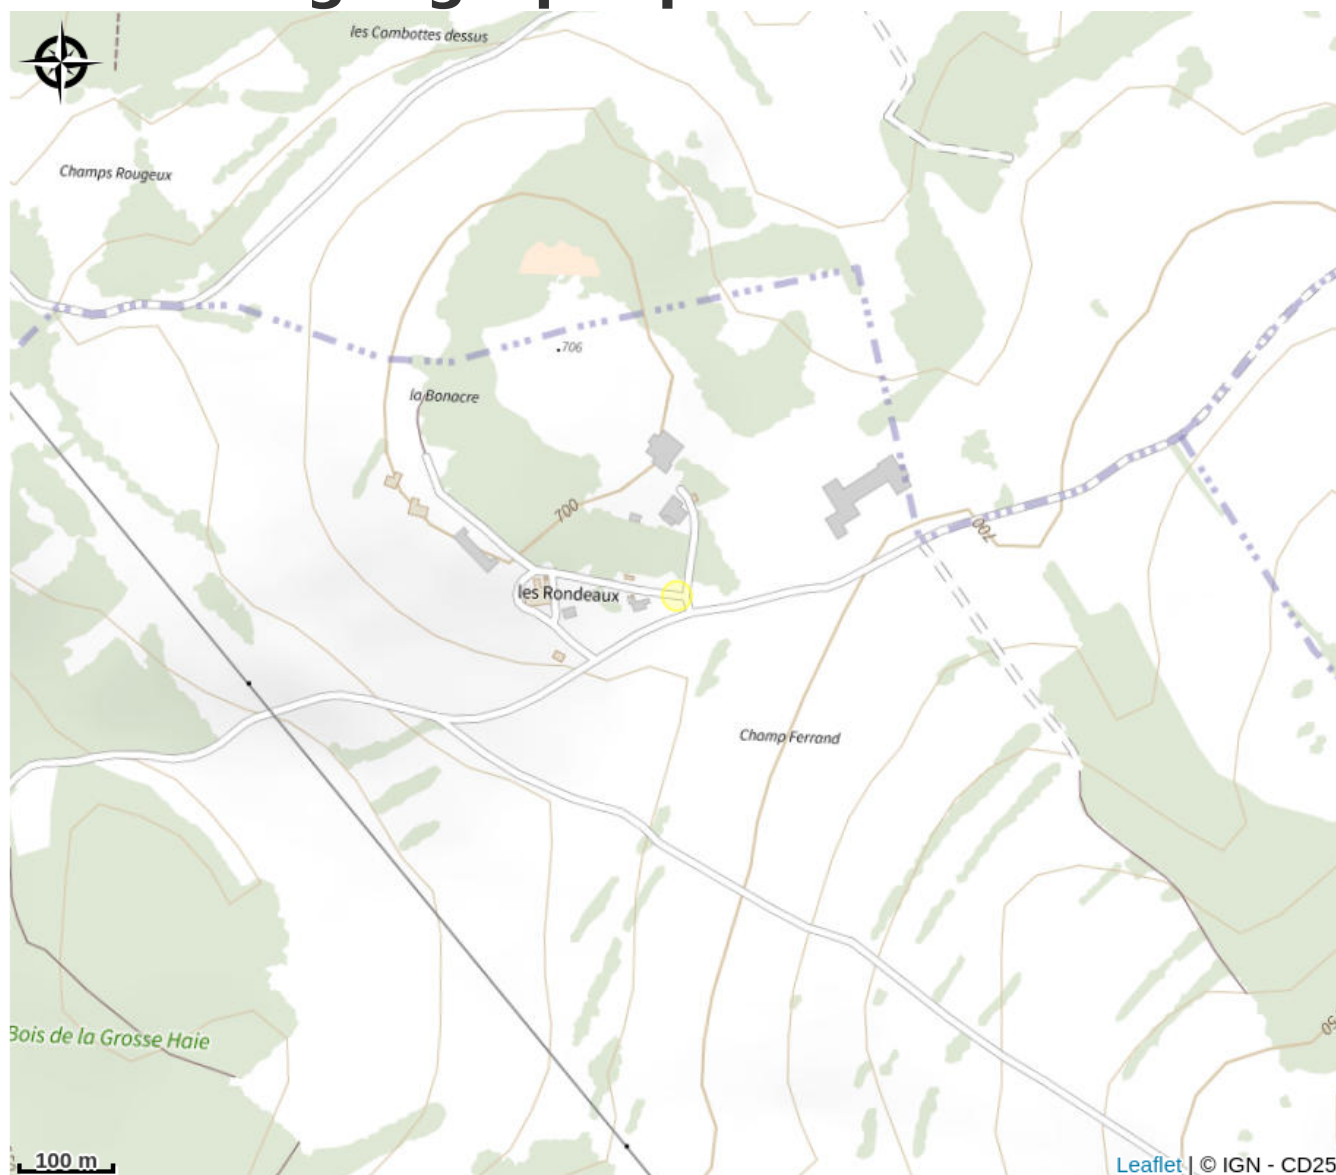 les Combottes dessus
Champs Rougeux
706
la Bonacre
700
700
les Rondeaux
Champ Ferrand
Bois de la Grosse Haie
100 m
Leaflet | © IGN - CD25